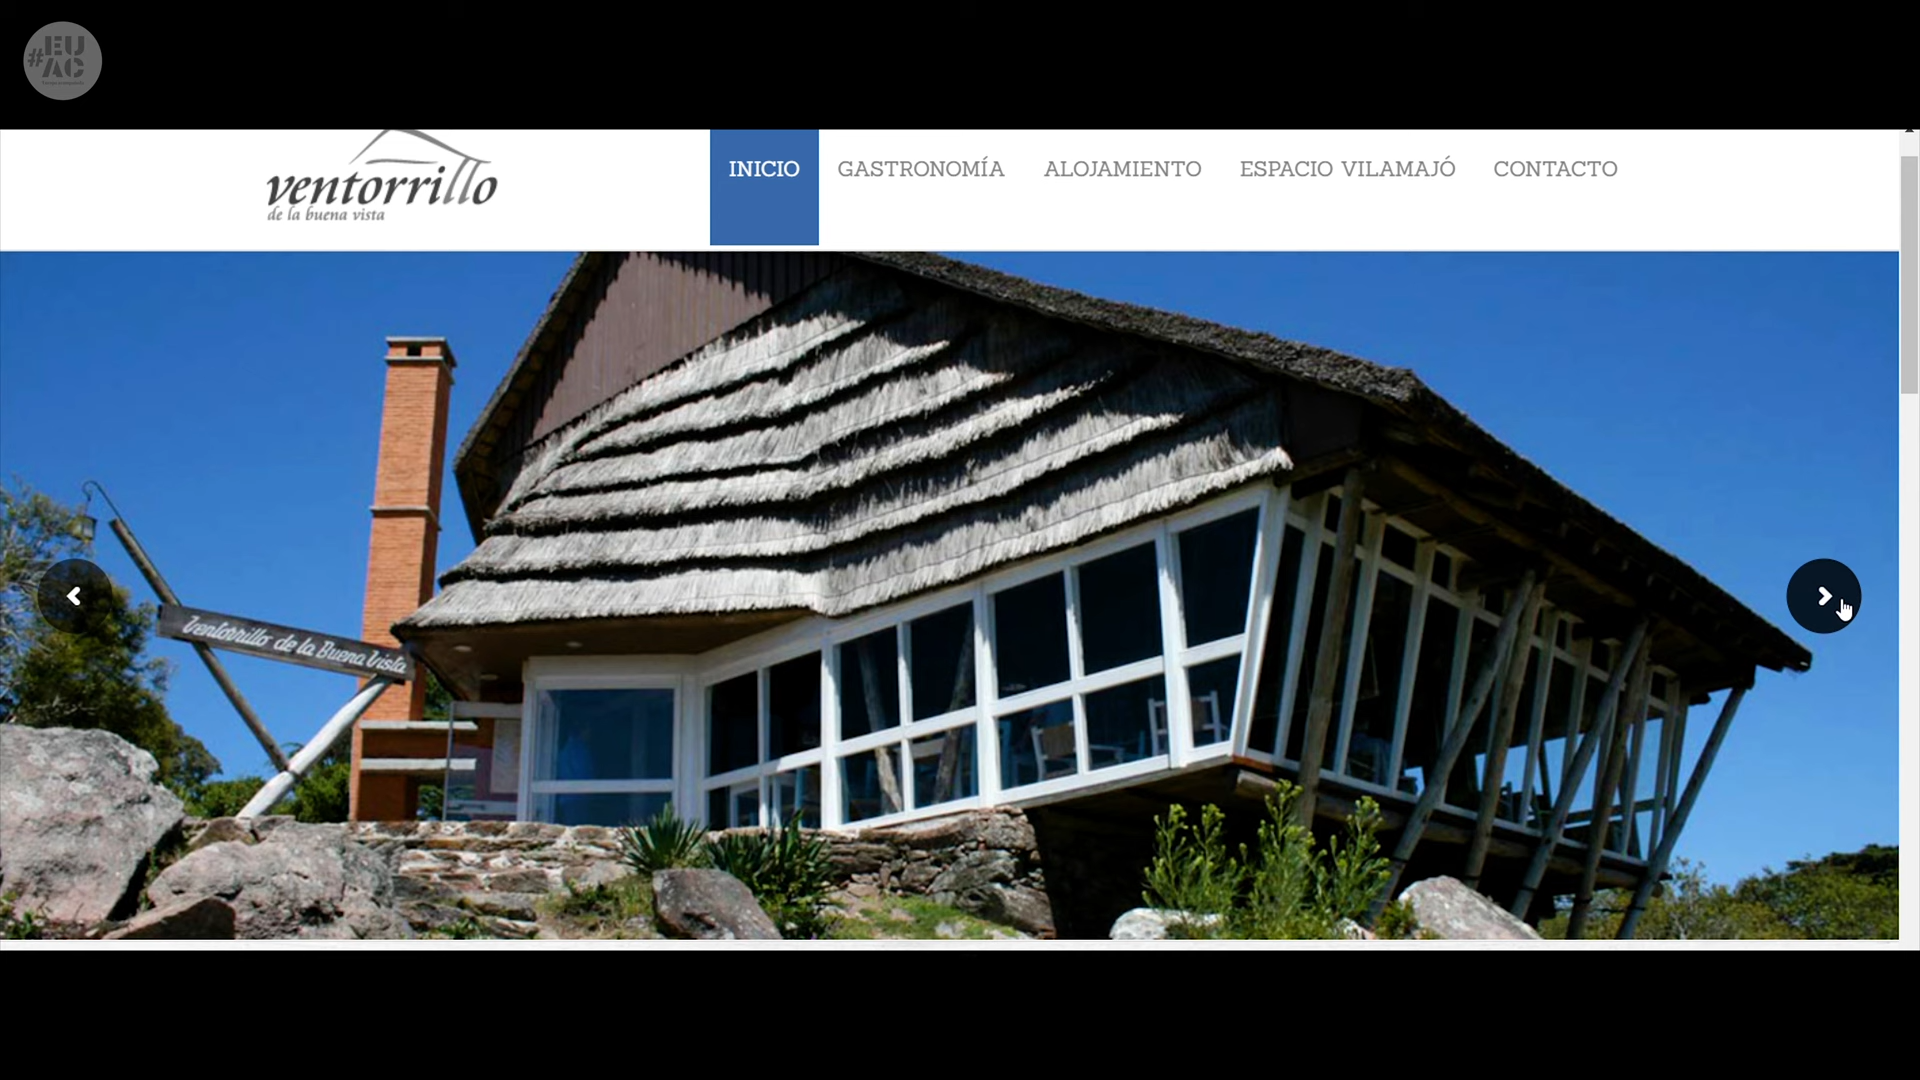 #EU
AC
ventorrillo
de la buena vista
INICIO
GASTRONOMÍA
ALOJAMIENTO
ESPACIO VILAMAJÓ
CONTACTO
Ventorrillo de la Buena Vista